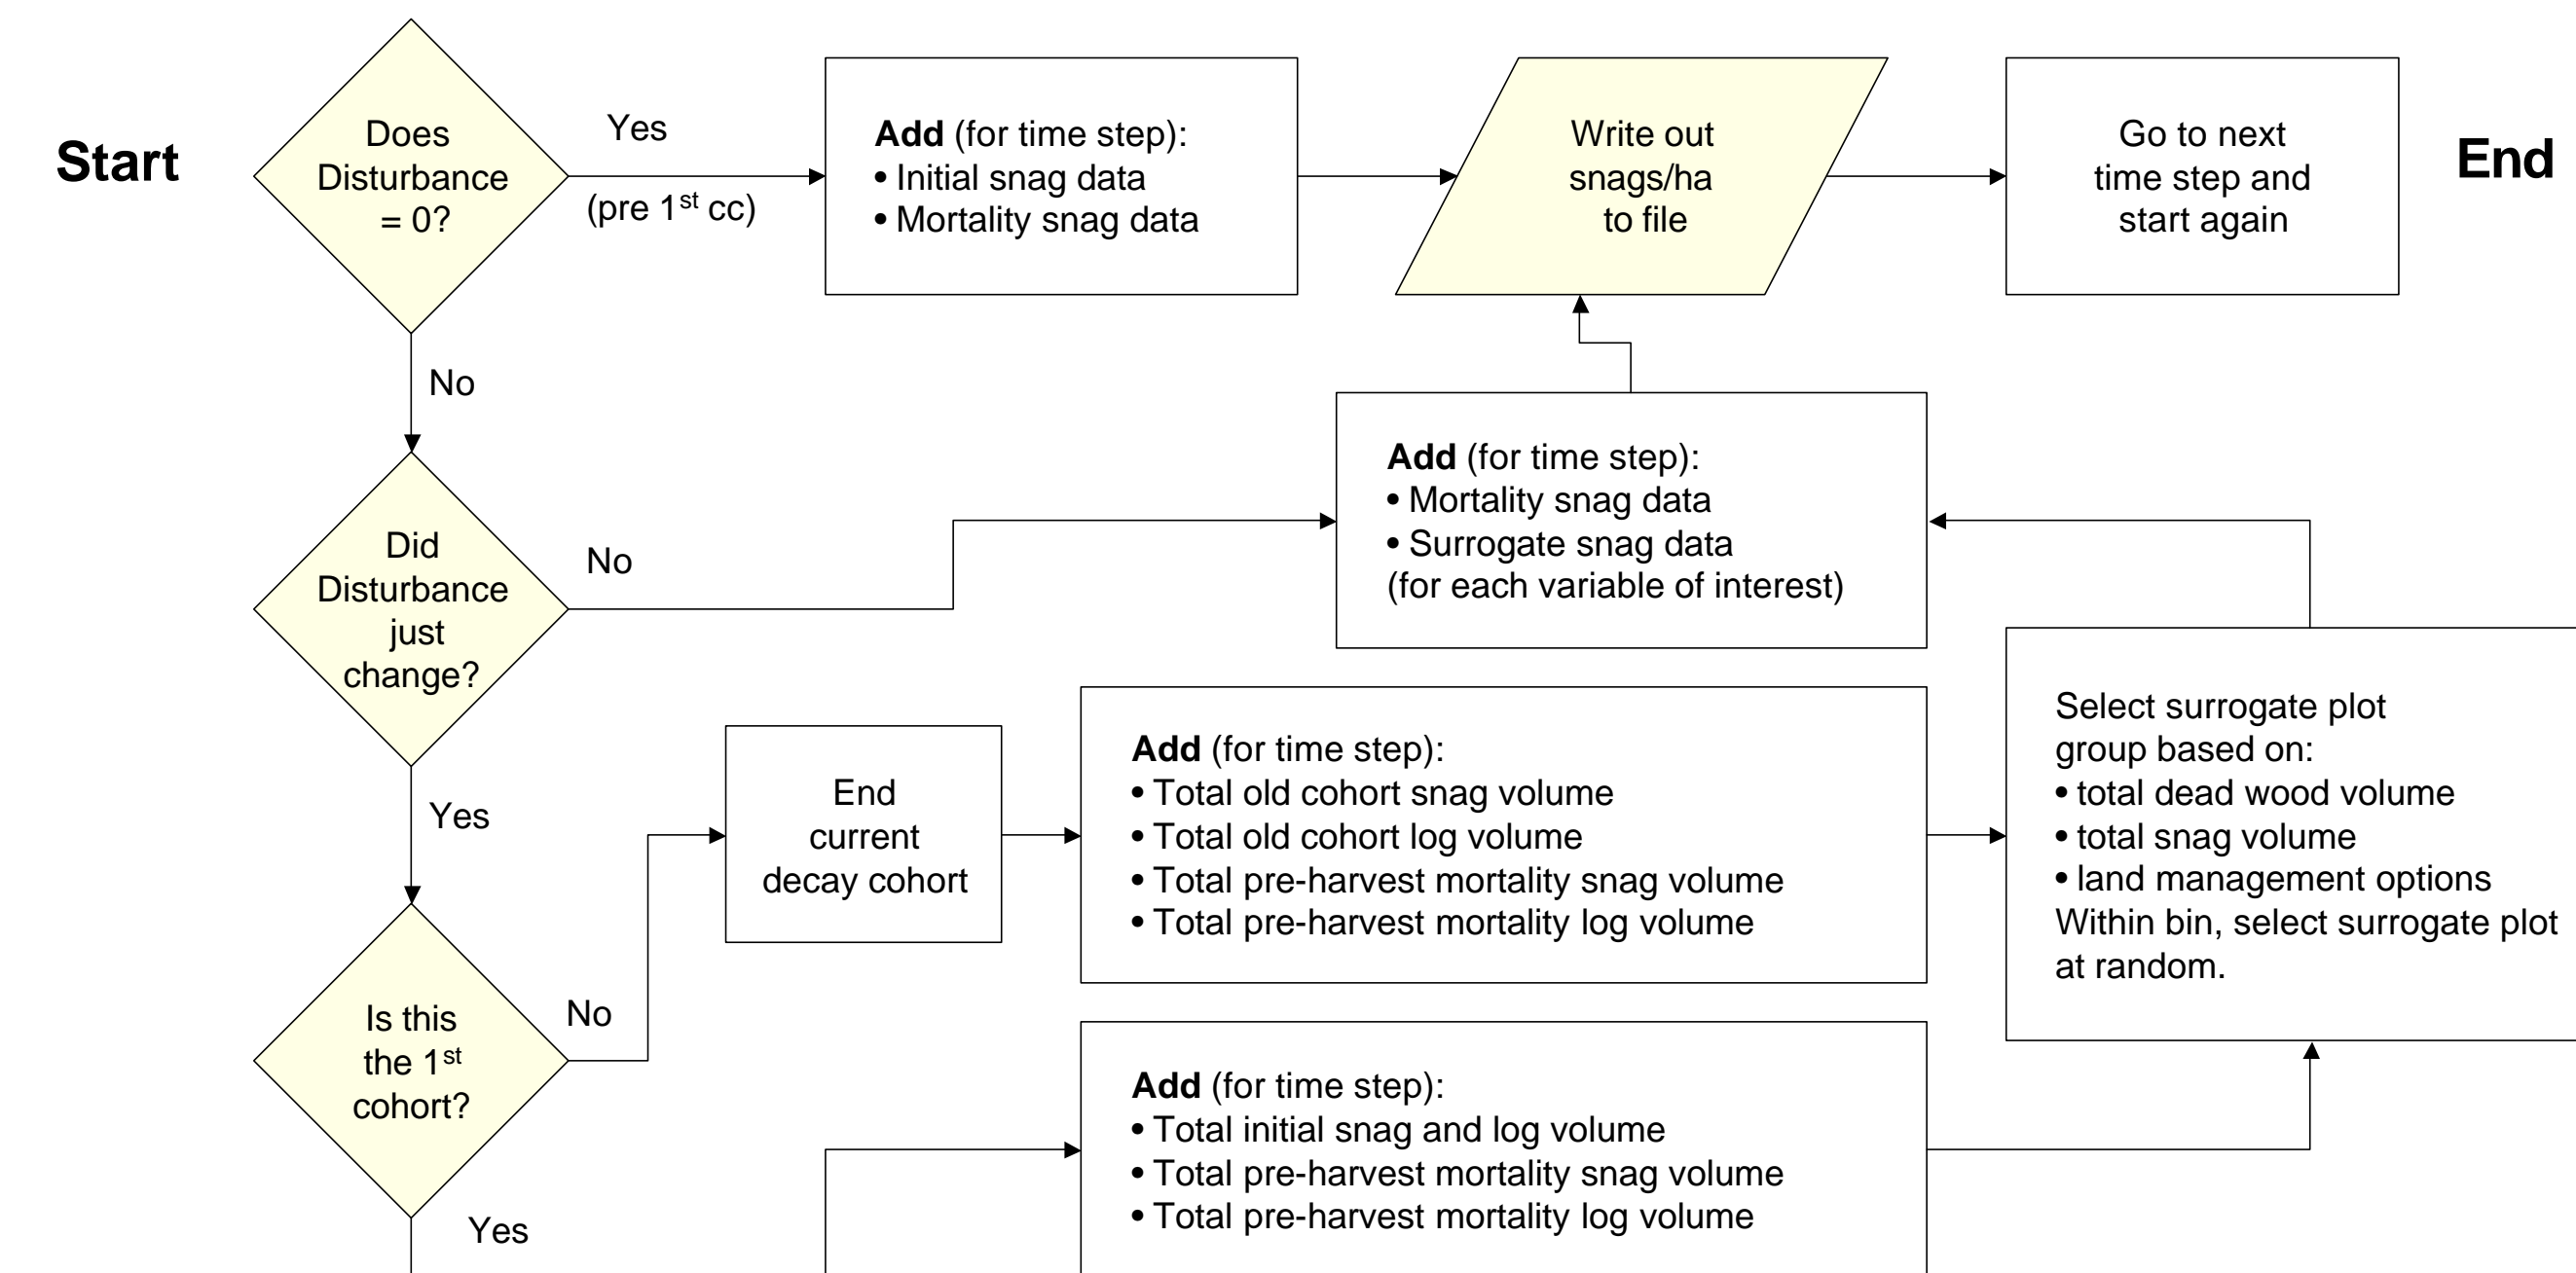 Start
Does
Disturbance
= 0?
Yes
(pre 1st cc)
Add (for time step):
• Initial snag data
• Mortality snag data
Write out
snags/ha
to file
Go to next
time step and
start again
End
No
Did
Disturbance
just
change?
No
Add (for time step):
• Mortality snag data
• Surrogate snag data
(for each variable of interest)
Yes
Is this
the 1st
cohort?
No
End
current
decay cohort
Add (for time step):
• Total old cohort snag volume
• Total old cohort log volume
• Total pre-harvest mortality snag volume
• Total pre-harvest mortality log volume
Select surrogate plot
group based on:
• total dead wood volume
• total snag volume
• land management options
Within bin, select surrogate plot
at random.
Yes
Add (for time step):
• Total initial snag and log volume
• Total pre-harvest mortality snag volume
• Total pre-harvest mortality log volume